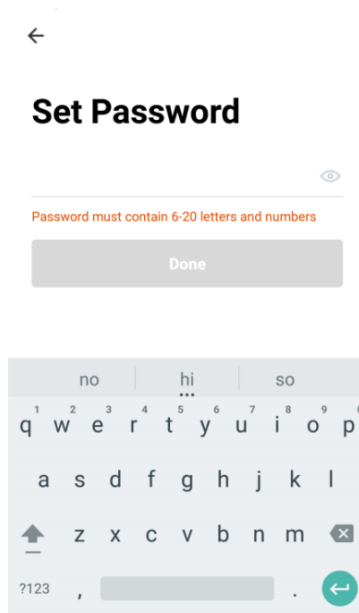 Set Password
Password must contain 6-20 letters and numbers
Done
no hi so
1 2 3 4 5 6 7 8 9
q w e r t y u i o p
a s d f g h j k l
z x c v b n m
?123 , .